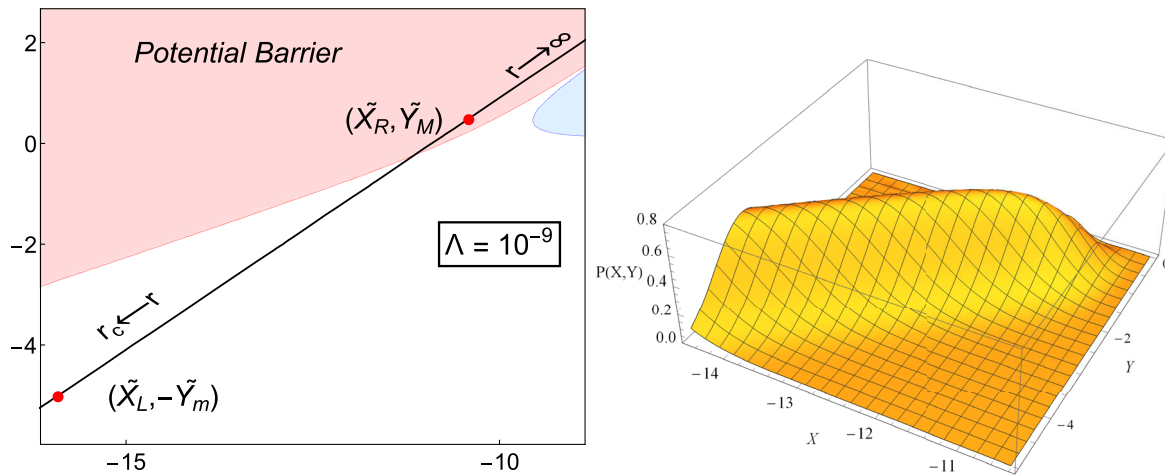 2
0
−2
−4
−15
−10
Potential Barrier
r⟶∞
(X̃_R, Ỹ_M)
Λ = 10⁻⁹
r_c⟵r
(X̃_L, −Ỹ_m)
0.8
0.6
P(X,Y)
0.4
0.2
0.0
−14
−13
−12
−11
X
−4
−2
Y